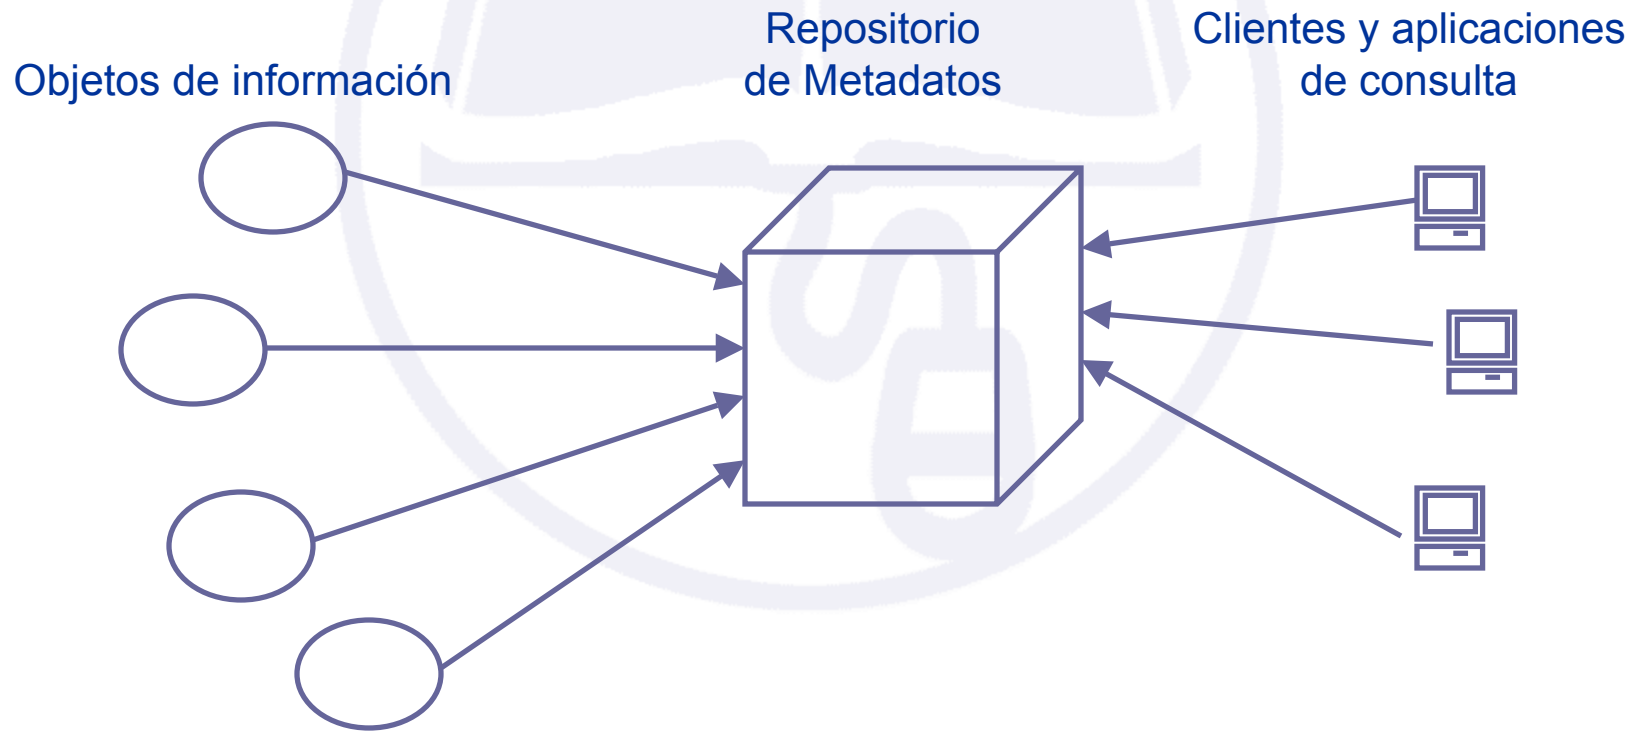 Objetos de información
Repositorio
de Metadatos
Clientes y aplicaciones
de consulta